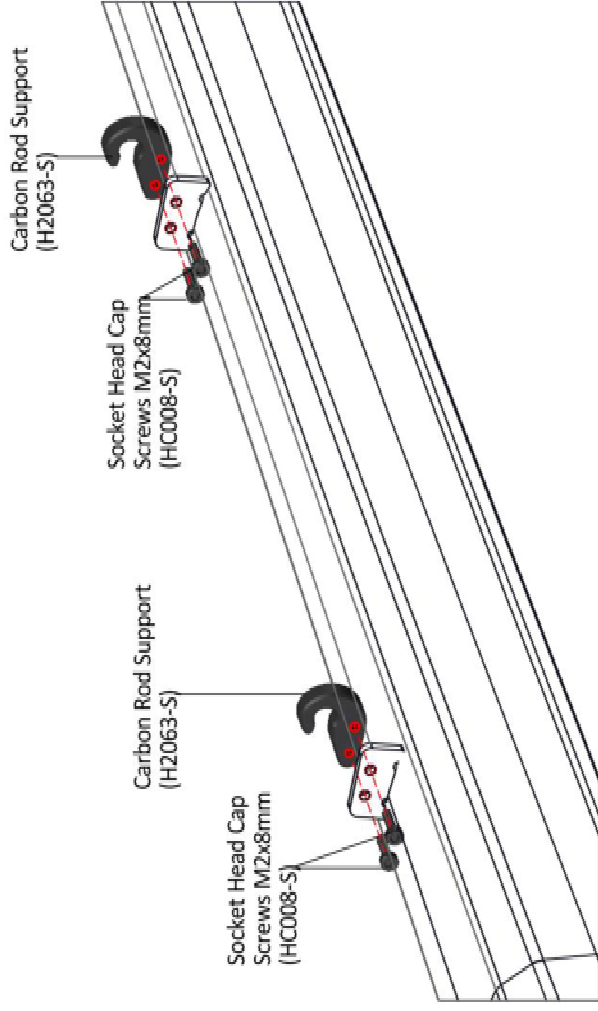 Carbon Rod Support
(H2063-S)
Socket Head Cap
Screws M2x8mm
(HC008-S)
Carbon Rod Support
(H2063-S)
Socket Head Cap
Screws M2x8mm
(HC008-S)